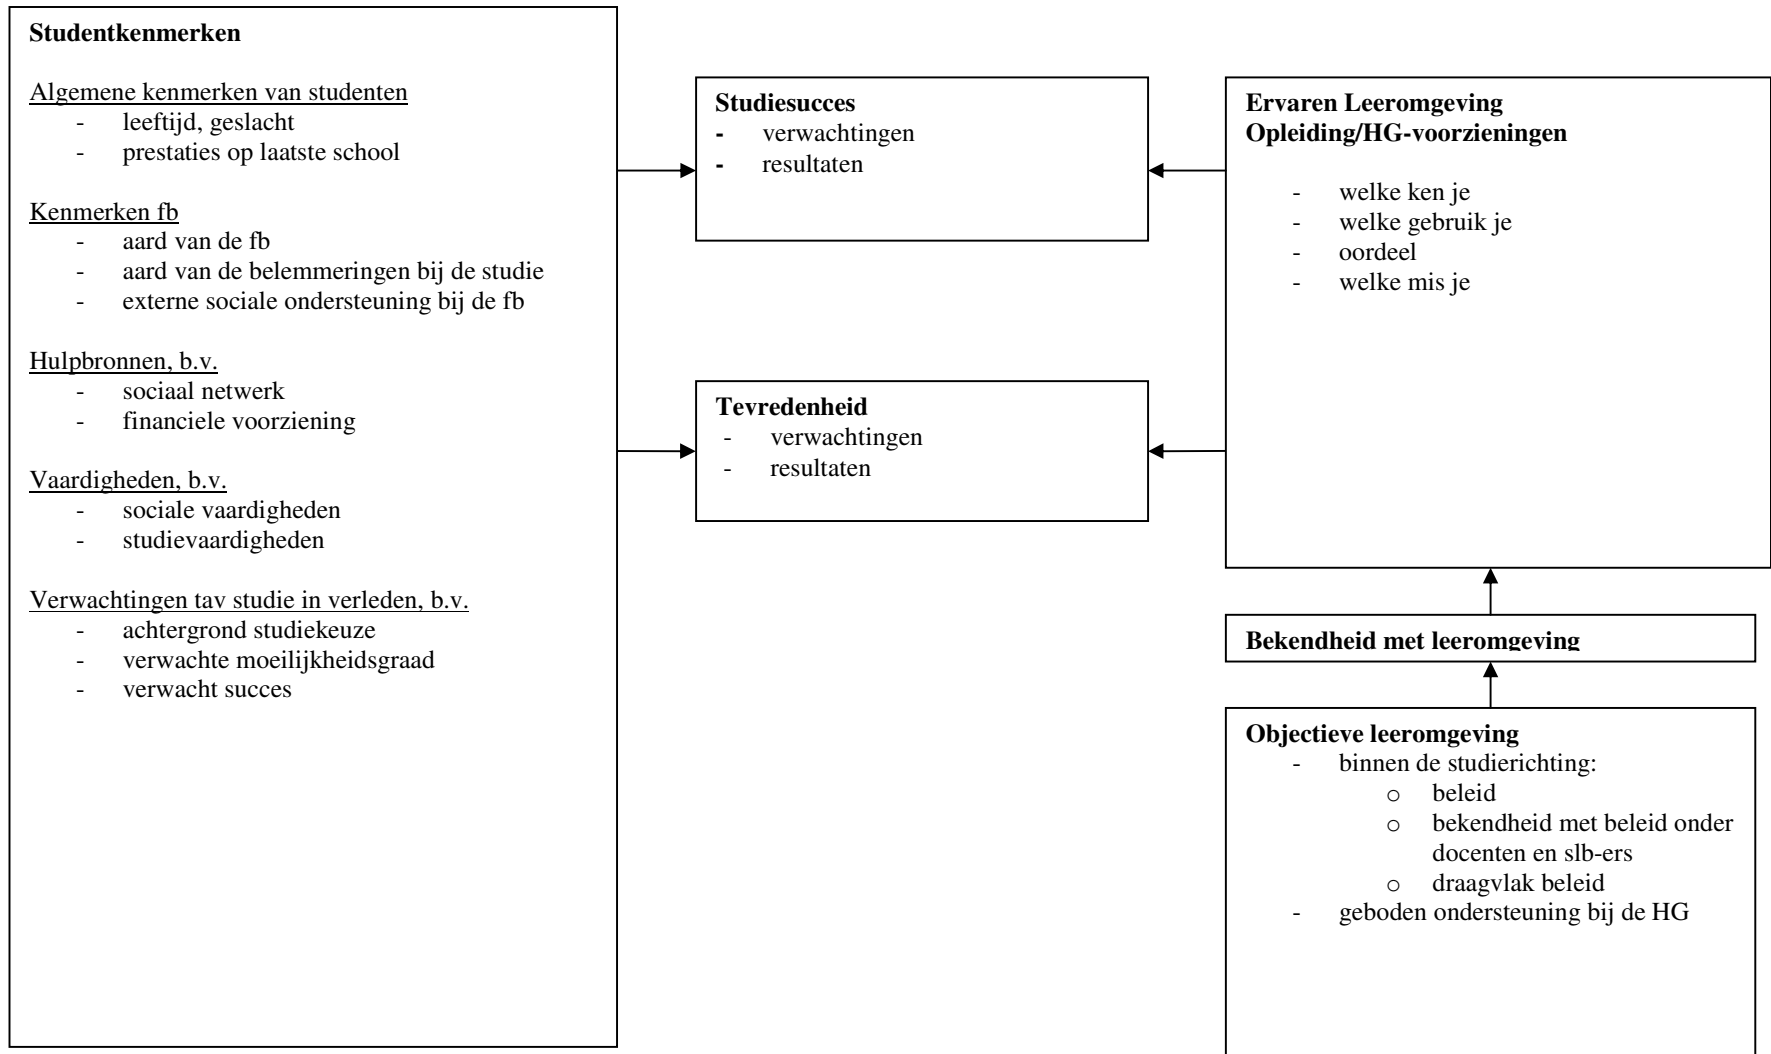 Studentkenmerken
Algemene kenmerken van studenten
- leeftijd, geslacht
- prestaties op laatste school
Kenmerken fb
- aard van de fb
- aard van de belemmeringen bij de studie
- externe sociale ondersteuning bij de fb
Hulpbronnen, b.v.
- sociaal netwerk
- financiele voorziening
Vaardigheden, b.v.
- sociale vaardigheden
- studievaardigheden
Verwachtingen tav studie in verleden, b.v.
- achtergrond studiekeuze
- verwachte moeilijkheidsgraad
- verwacht succes
Studiesucces
- verwachtingen
- resultaten
Tevredenheid
- verwachtingen
- resultaten
Ervaren Leeromgeving
Opleiding/HG-voorzieningen
- welke ken je
- welke gebruik je
- oordeel
- welke mis je
Bekendheid met leeromgeving
Objectieve leeromgeving
- binnen de studierichting:
o beleid
o bekendheid met beleid onder
docenten en slb-ers
o draagvlak beleid
- geboden ondersteuning bij de HG